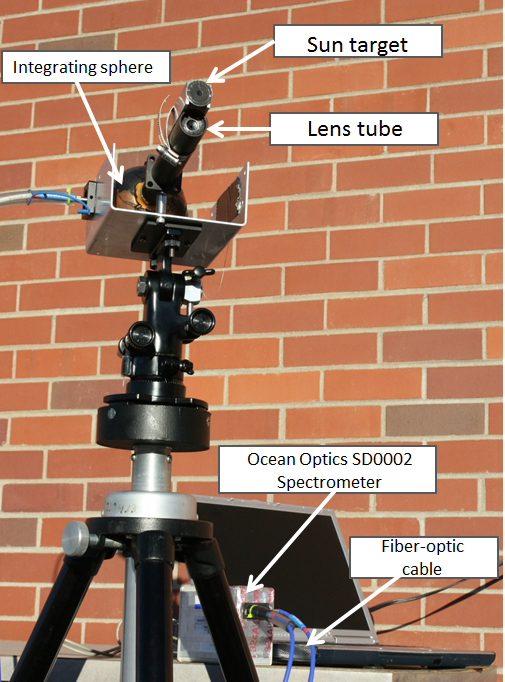 Sun target
Integrating sphere
Lens tube
Ocean Optics SD0002
Spectrometer
Fiber-optic
cable